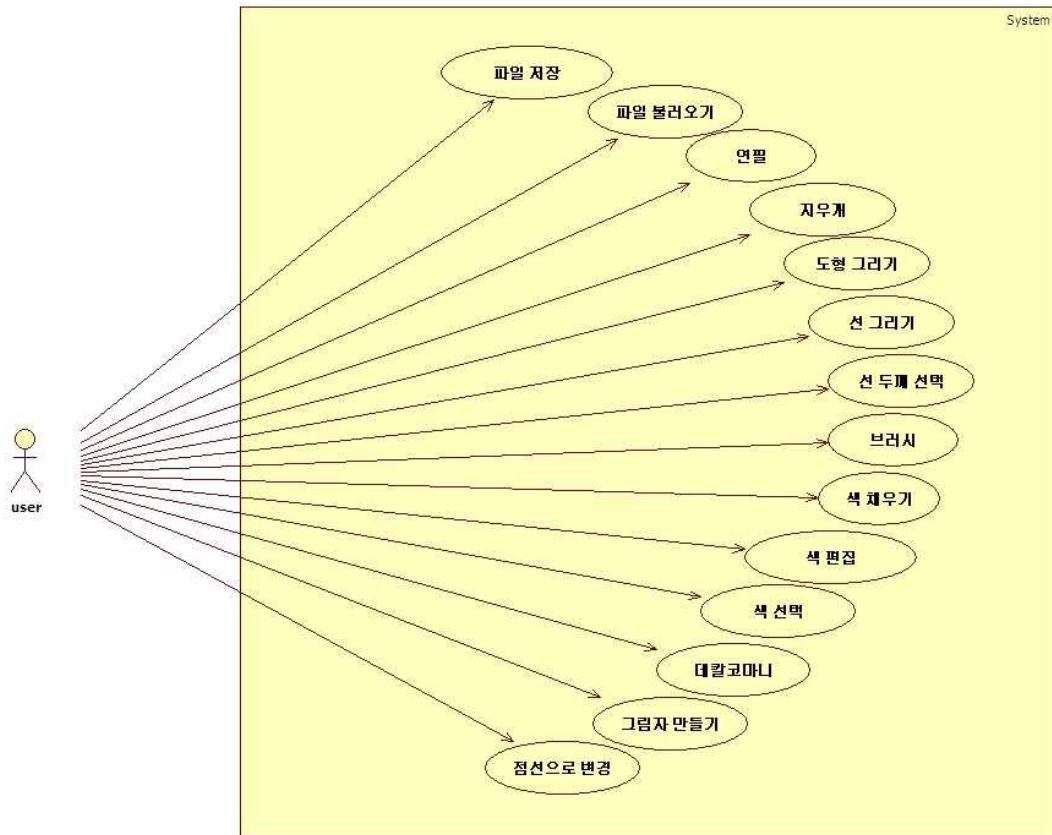 System
파일 저장
파일 불러오기
연필
지우개
도형 그리기
선 그리기
선 두께 선택
브러시
user
색 채우기
색 편집
색 선택
데칼코마니
그림자 만들기
점선으로 변경